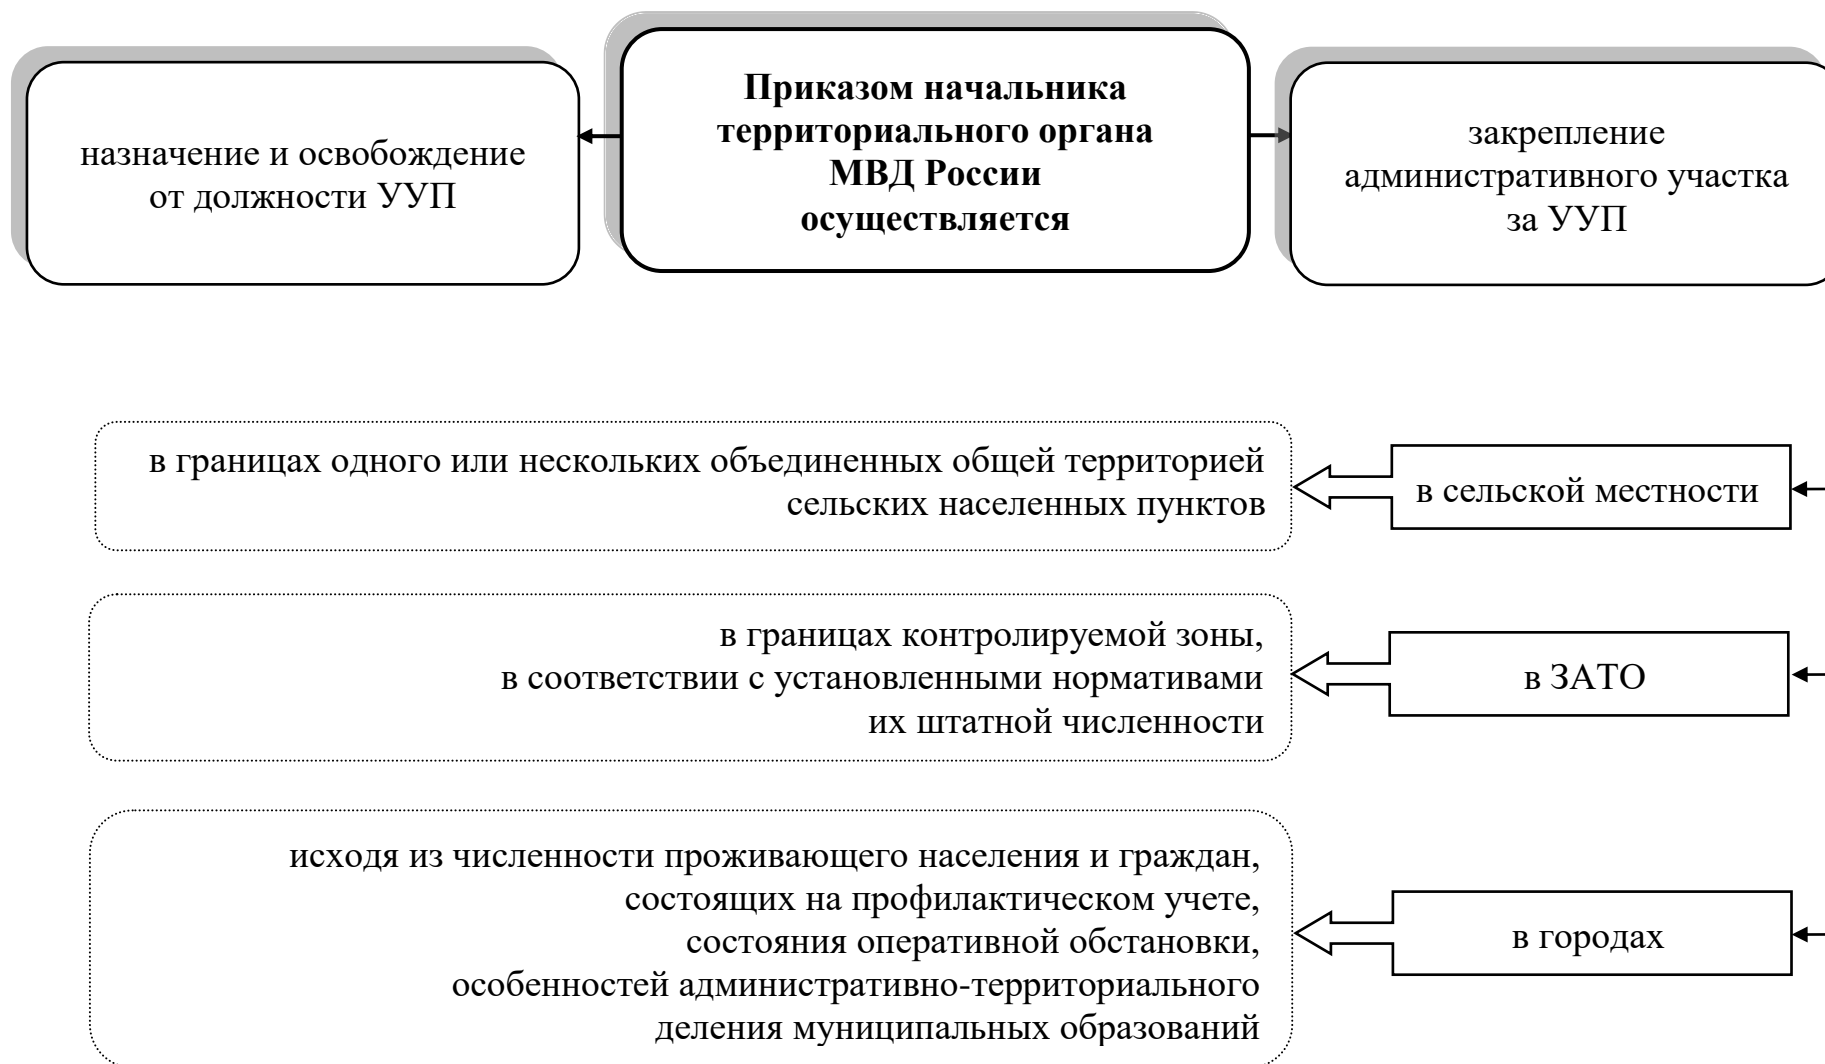 назначение и освобождение
от должности УУП
Приказом начальника
территориального органа
МВД России
осуществляется
закрепление
административного участка
за УУП
в границах одного или нескольких объединенных общей территорией
сельских населенных пунктов
в сельской местности
в границах контролируемой зоны,
в соответствии с установленными нормативами
их штатной численности
в ЗАТО
исходя из численности проживающего населения и граждан,
состоящих на профилактическом учете,
состояния оперативной обстановки,
особенностей административно-территориального
деления муниципальных образований
в городах